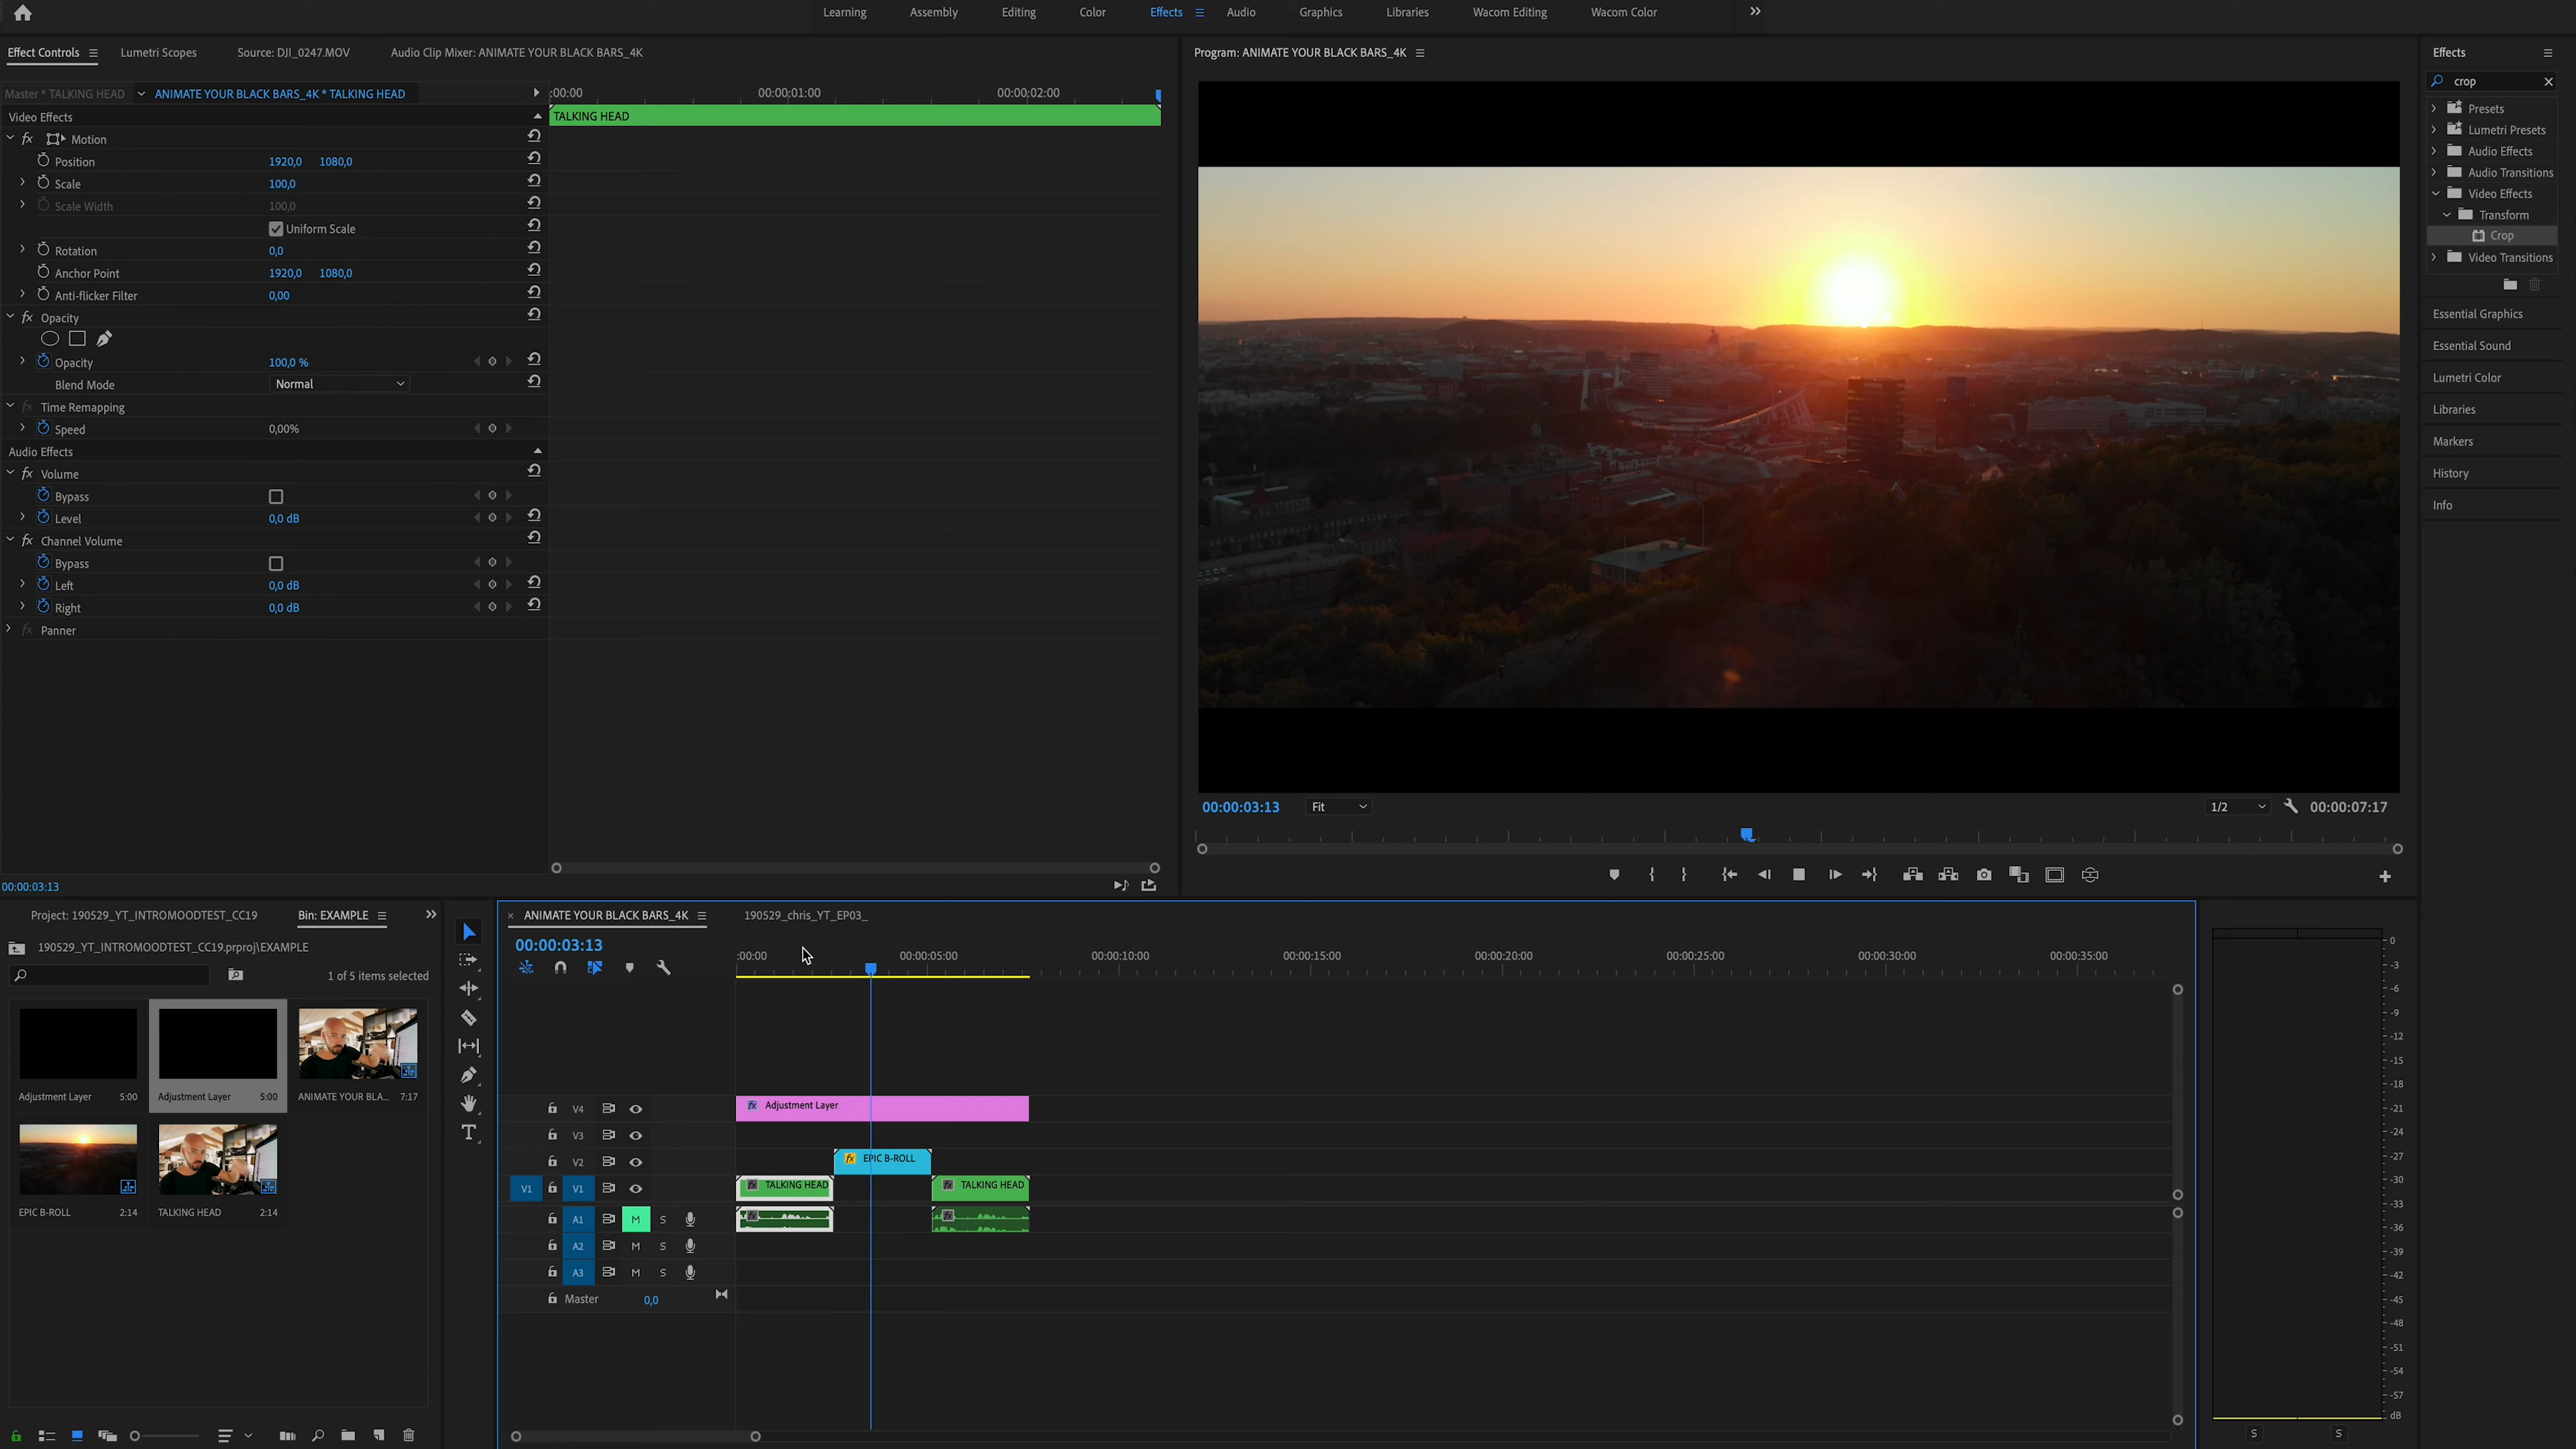 Learning Assembly Editing Color Effects Audio Graphics Libraries Wacom Editing Wacom Color
Effect Controls Lumetri Scopes Source: DJI_0247.MOV Audio Clip Mixer: ANIMATE YOUR BLACK BARS_4K
Master * TALKING HEAD ANIMATE YOUR BLACK BARS_4K * TALKING HEAD
:00:00 00:00:01:00 00:00:02:00
TALKING HEAD
Video Effects
fx Motion
Position 1920,0 1080,0
Scale 100,0
Scale Width 100,0
Uniform Scale
Rotation 0,0
Anchor Point 1920,0 1080,0
Anti-flicker Filter 0,00
fx Opacity
Opacity 100,0 %
Blend Mode Normal
fx Time Remapping
Speed 0,00%
Audio Effects
fx Volume
Bypass
Level 0,0 dB
fx Channel Volume
Bypass
Left 0,0 dB
Right 0,0 dB
fx Panner
00:00:03:13
Program: ANIMATE YOUR BLACK BARS_4K
00:00:03:13 Fit 1/2 00:00:07:17
Effects
crop
Presets
Lumetri Presets
Audio Effects
Audio Transitions
Video Effects
Transform
Crop
Video Transitions
Essential Graphics
Essential Sound
Lumetri Color
Libraries
Markers
History
Info
Project: 190529_YT_INTROMOODTEST_CC19 Bin: EXAMPLE
190529_YT_INTROMOODTEST_CC19.prproj\EXAMPLE
1 of 5 items selected
Adjustment Layer 5:00
Adjustment Layer 5:00
ANIMATE YOUR BLA... 7:17
EPIC B-ROLL 2:14
TALKING HEAD 2:14
ANIMATE YOUR BLACK BARS_4K 190529_chris_YT_EP03_
00:00:03:13
:00:00 00:00:05:00 00:00:10:00 00:00:15:00 00:00:20:00 00:00:25:00 00:00:30:00 00:00:35:00
V4 fx Adjustment Layer
V3
V2 fx EPIC B-ROLL
V1 V1 fx TALKING HEAD fx TALKING HEAD
A1 M S
A2 M S
A3 M S
Master 0,0
0
-3
-6
-9
-12
-15
-18
-21
-24
-27
-30
-33
-36
-39
-42
-45
-48
-51
-54
-57
dB
S S